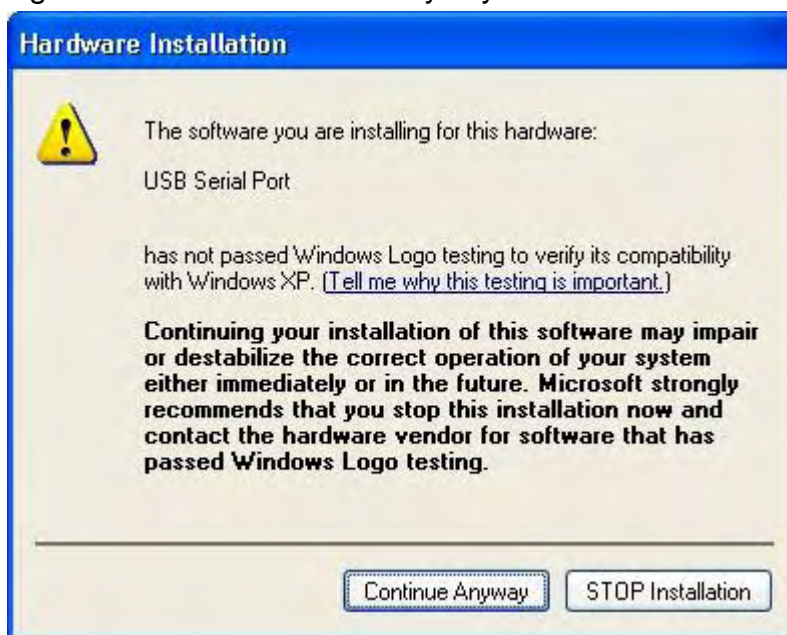 Hardware Installation
The software you are installing for this hardware:
USB Serial Port
has not passed Windows Logo testing to verify its compatibility
with Windows XP. (Tell me why this testing is important.)
Continuing your installation of this software may impair
or destabilize the correct operation of your system
either immediately or in the future. Microsoft strongly
recommends that you stop this installation now and
contact the hardware vendor for software that has
passed Windows Logo testing.
Continue Anyway STOP Installation